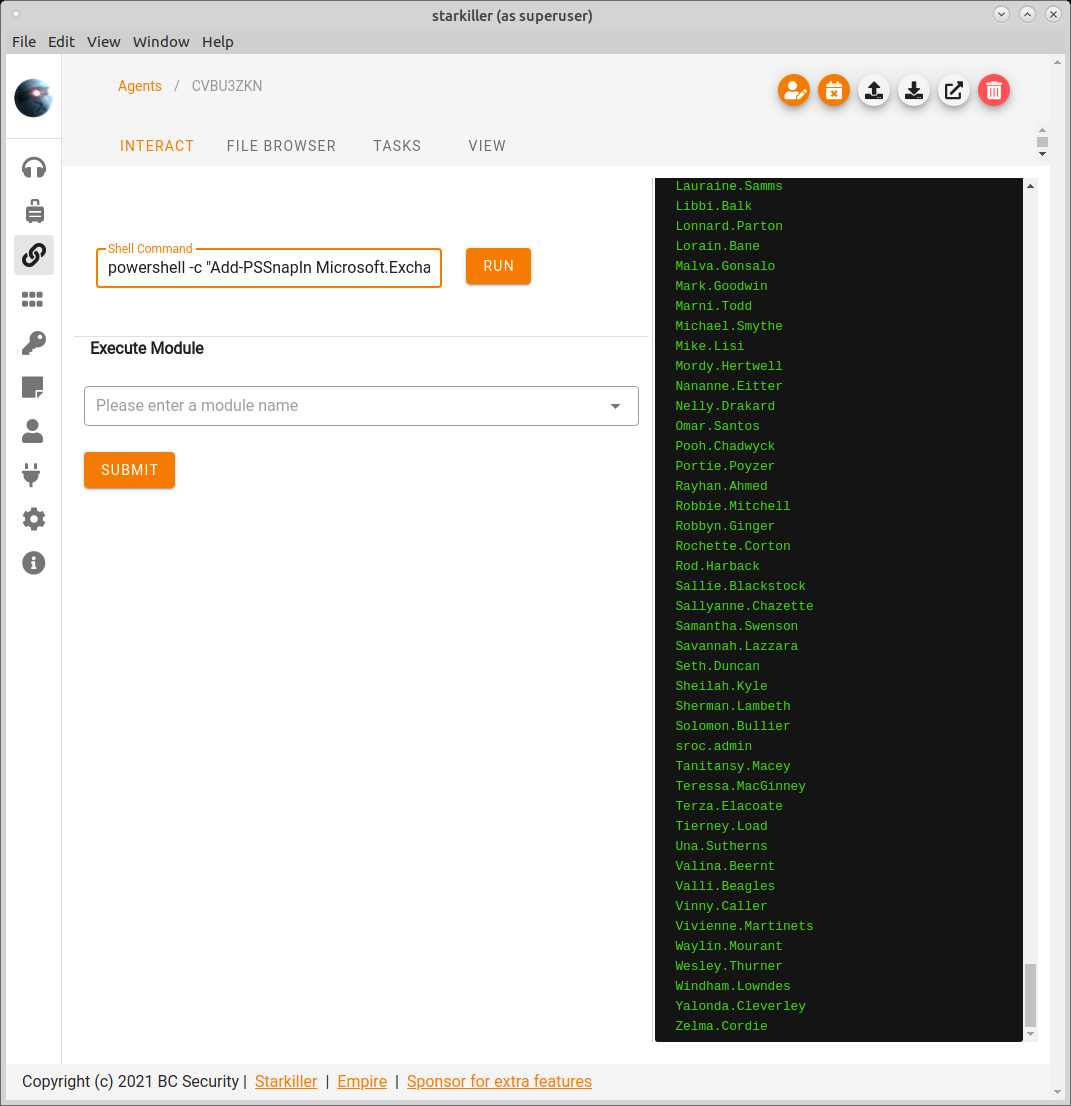 starkiller (as superuser)
File Edit View Window Help
Agents / CVBU3ZKN
INTERACT FILE BROWSER TASKS VIEW
Shell Command
powershell -c "Add-PSSnapIn Microsoft.Excha
RUN
Execute Module
Please enter a module name
SUBMIT
Lauraine.Samms
Libbi.Balk
Lonnard.Parton
Lorain.Bane
Malva.Gonsalo
Mark.Goodwin
Marni.Todd
Michael.Smythe
Mike.Lisi
Mordy.Hertwell
Nananne.Eitter
Nelly.Drakard
Omar.Santos
Pooh.Chadwyck
Portie.Poyzer
Rayhan.Ahmed
Robbie.Mitchell
Robbyn.Ginger
Rochette.Corton
Rod.Harback
Sallie.Blackstock
Sallyanne.Chazette
Samantha.Swenson
Savannah.Lazzara
Seth.Duncan
Sheilah.Kyle
Sherman.Lambeth
Solomon.Bullier
sroc.admin
Tanitansy.Macey
Teressa.MacGinney
Terza.Elacoate
Tierney.Load
Una.Sutherns
Valina.Beernt
Valli.Beagles
Vinny.Caller
Vivienne.Martinets
Waylin.Mourant
Wesley.Thurner
Windham.Lowndes
Yalonda.Cleverley
Zelma.Cordie
Copyright (c) 2021 BC Security | Starkiller | Empire | Sponsor for extra features